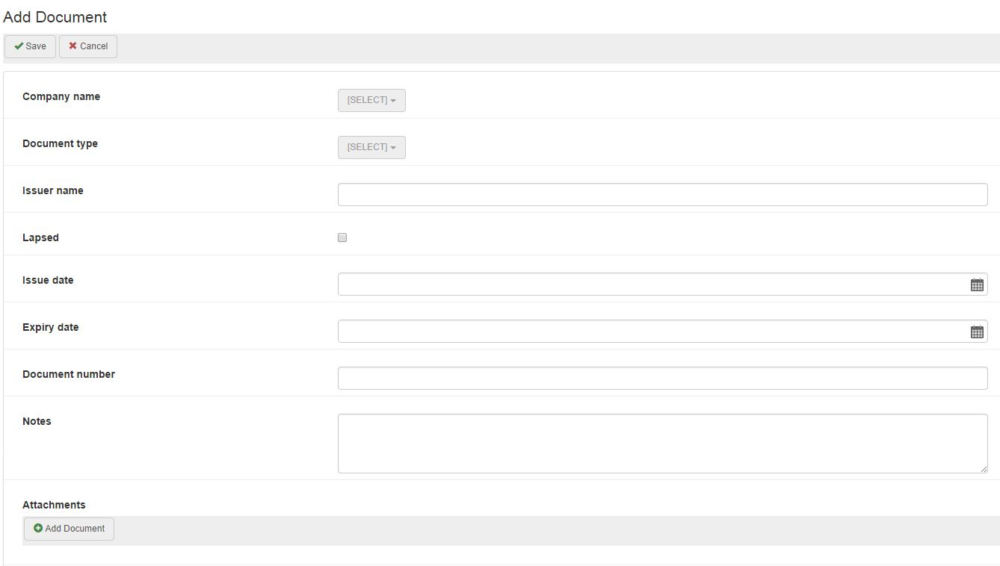 Add Document
Save Cancel
Company name [SELECT]
Document type [SELECT]
Issuer name
Lapsed
Issue date
Expiry date
Document number
Notes
Attachments
Add Document